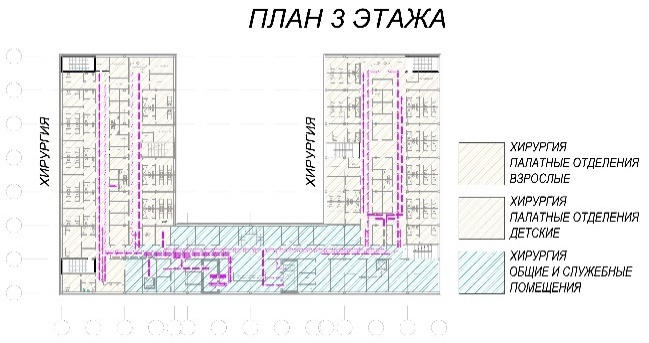 ПЛАН 3 ЭТАЖА
ХИРУРГИЯ
ХИРУРГИЯ
ХИРУРГИЯ
ПАЛАТНЫЕ ОТДЕЛЕНИЯ
ВЗРОСЛЫЕ
ХИРУРГИЯ
ПАЛАТНЫЕ ОТДЕЛЕНИЯ
ДЕТСКИЕ
ХИРУРГИЯ
ОБЩИЕ И СЛУЖЕБНЫЕ
ПОМЕЩЕНИЯ